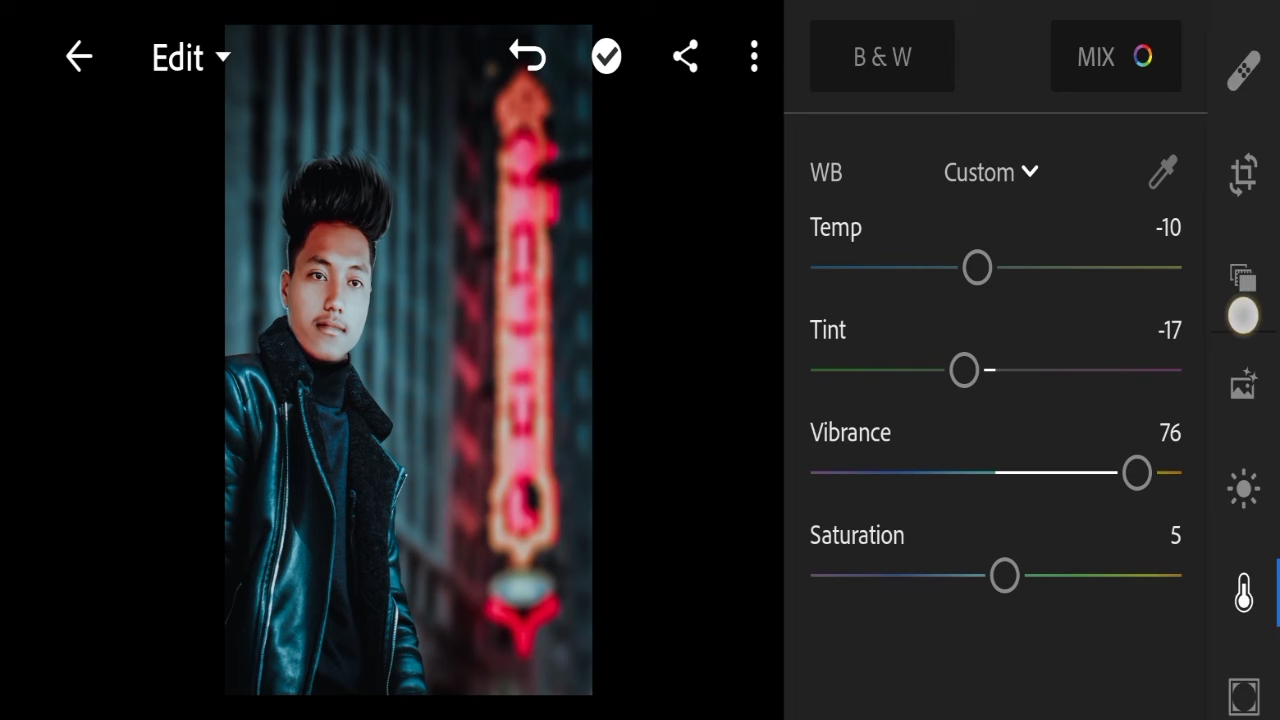 Edit
B & W
MIX
WB
Custom
Temp
-10
Tint
-17
Vibrance
76
Saturation
5